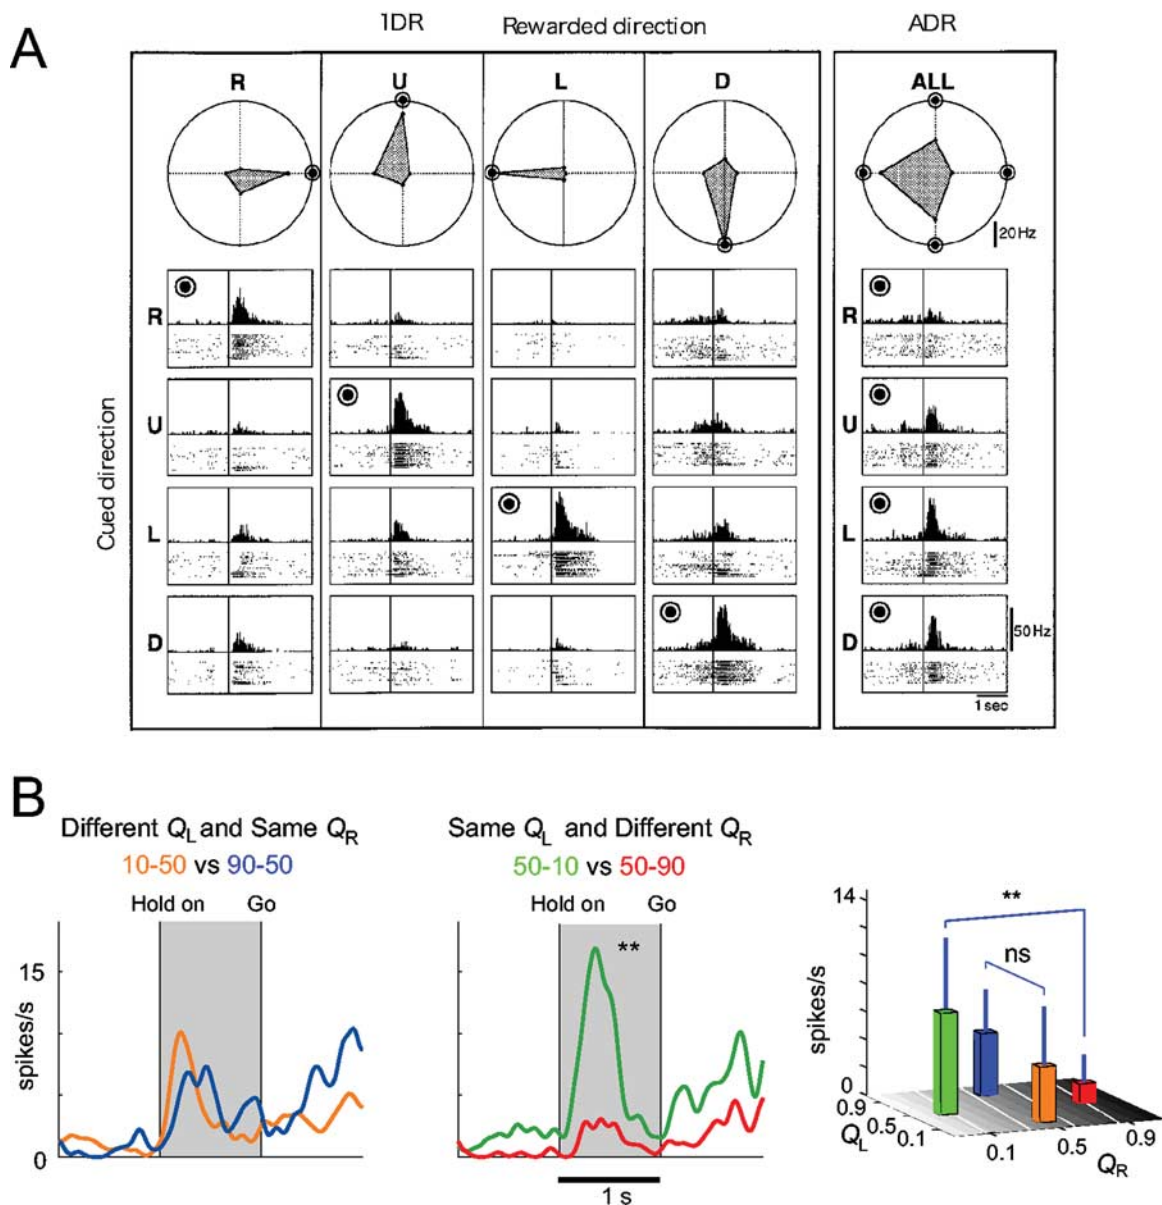 A
1DR Rewarded direction ADR
R U L D ALL
20 Hz
Cued direction
R R
U U
L L
D D
50 Hz
1 sec
B
Different QL and Same QR
10-50 vs 90-50
Hold on Go
15
0
spikes/s
Same QL and Different QR
50-10 vs 50-90
Hold on Go
**
1 s
14
**
ns
spikes/s
0
0.9
0.5
0.1
QL
0.1
0.5
0.9
QR